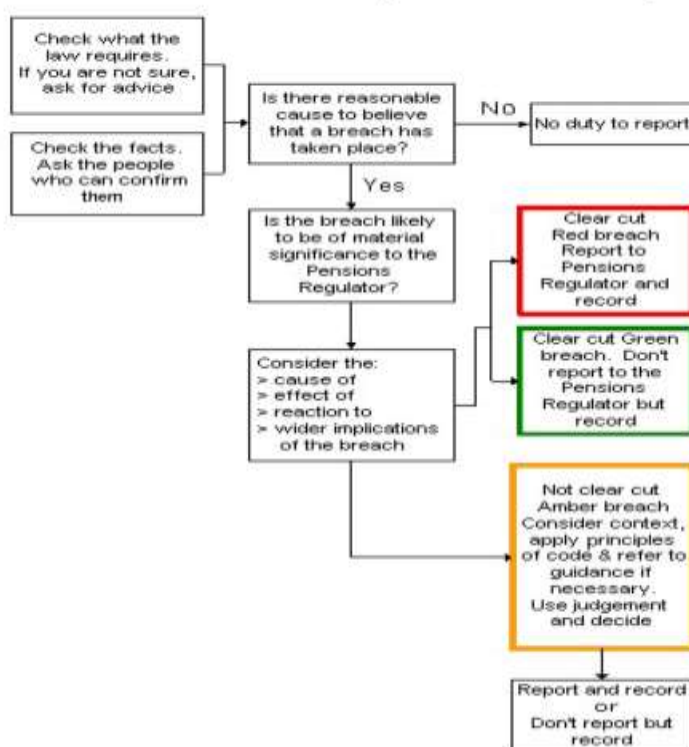 Check what the
law requires.
If you are not sure,
ask for advice
Check the facts.
Ask the people
who can confirm
them
Is there reasonable
cause to believe
that a breach has
taken place?
No
No duty to report
Yes
Is the breach likely
to be of material
significance to the
Pensions
Regulator?
Clear cut
Red breach
Report to
Pensions
Regulator and
record
Clear cut Green
breach. Don't
report to the
Pensions
Regulator but
record
Consider the:
> cause of
> effect of
> reaction to
> wider implications
of the breach
Not clear cut
Amber breach
Consider context,
apply principles
of code & refer to
guidance if
necessary.
Use judgement
and decide
Report and record
or
Don't report but
record